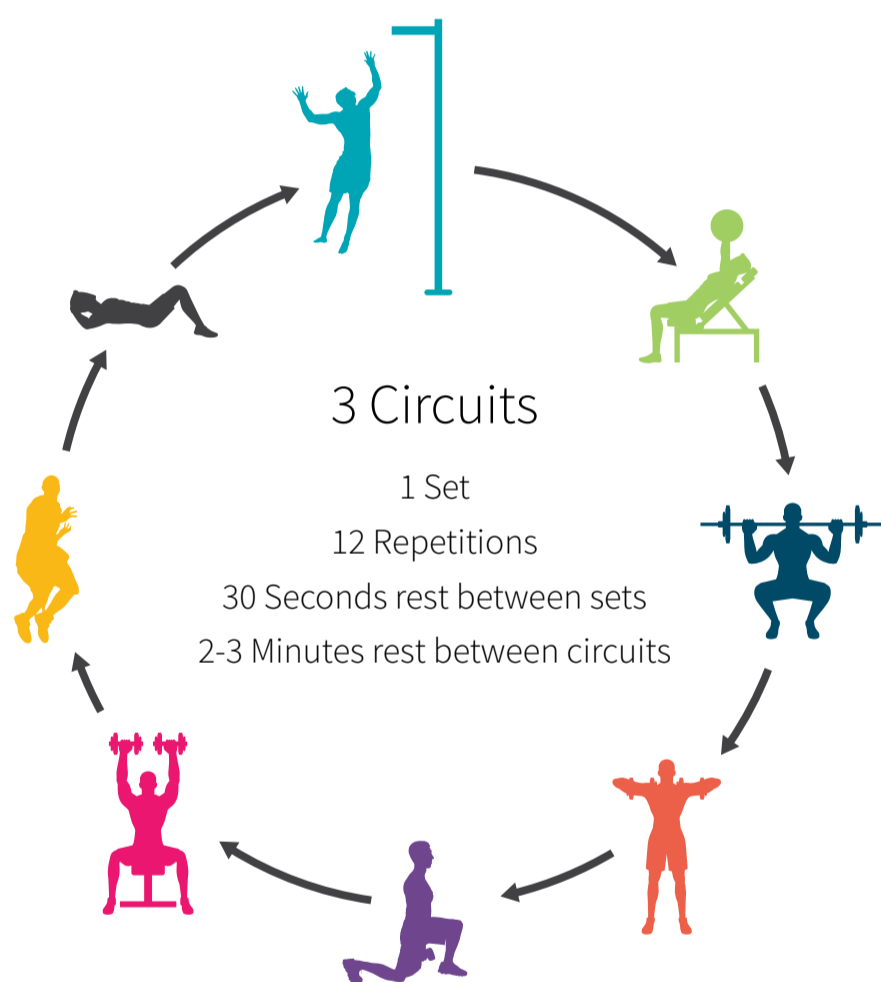 3 Circuits
1 Set
12 Repetitions
30 Seconds rest between sets
2-3 Minutes rest between circuits